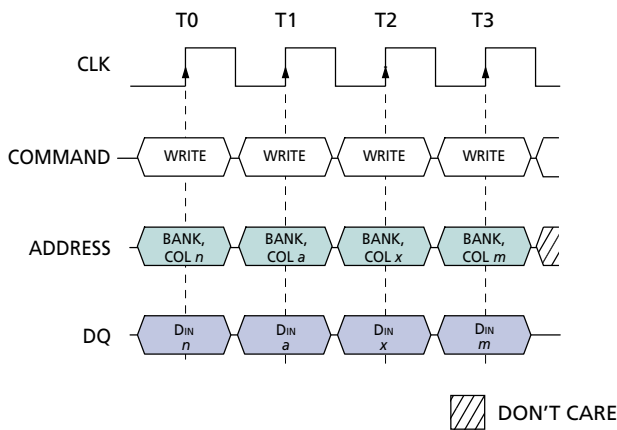 T0 T1 T2 T3
CLK
COMMAND WRITE WRITE WRITE WRITE
ADDRESS BANK, COL n BANK, COL a BANK, COL x BANK, COL m
DQ DIN n DIN a DIN x DIN m
DON'T CARE